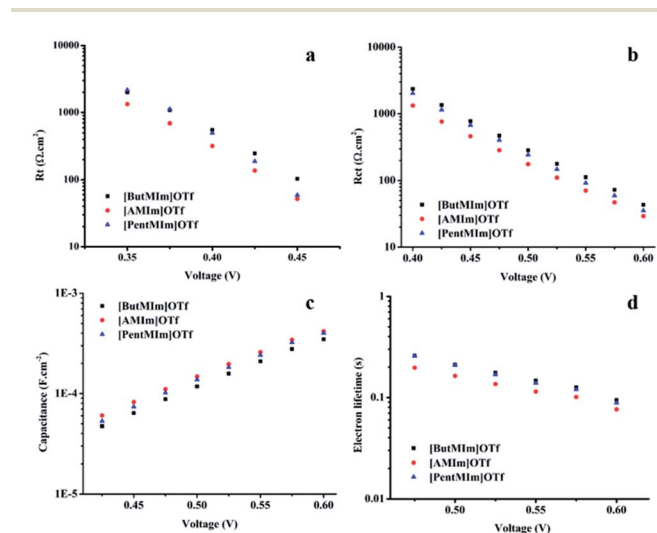 a
10000
1000
100
10
Rt (Ω.cm²)
[ButMIm]OTf
[AMIm]OTf
[PentMIm]OTf
0.35 0.40 0.45
Voltage (V)
b
10000
1000
100
10
Rct (Ω.cm²)
[ButMIm]OTf
[AMIm]OTf
[PentMIm]OTf
0.40 0.45 0.50 0.55 0.60
Voltage (V)
c
1E-3
1E-4
1E-5
Capacitance (F.cm⁻²)
[ButMIm]OTf
[AMIm]OTf
[PentMIm]OTf
0.45 0.50 0.55 0.60
Voltage (V)
d
1
0.1
0.01
Electron lifetime (s)
[ButMIm]OTf
[AMIm]OTf
[PentMIm]OTf
0.50 0.55 0.60
Voltage (V)